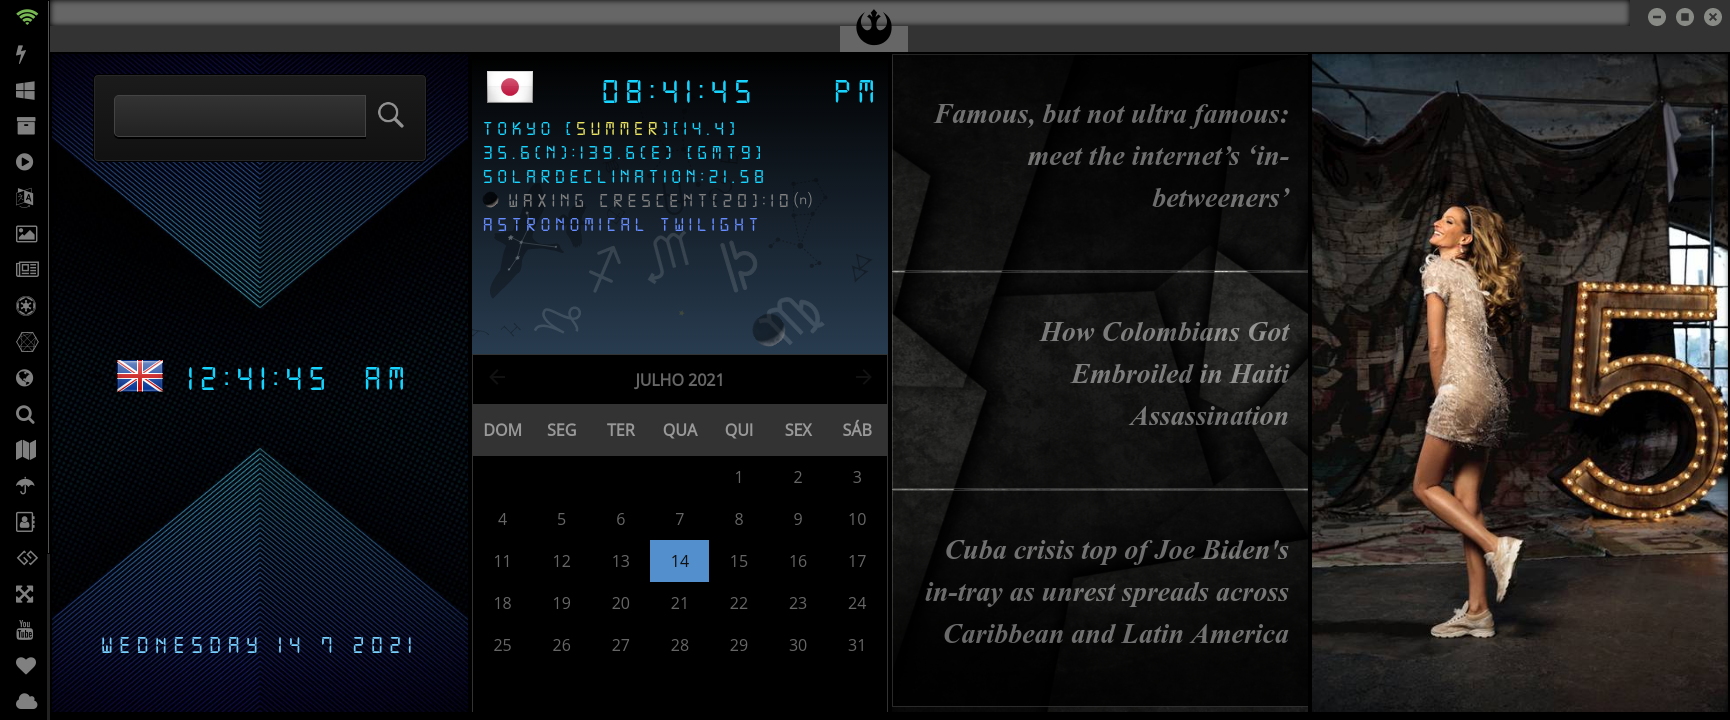 You
Tube
12:41:45 AM
WEDNESDAY 14 7 2021
08:41:45 PM
TOKYO [SUMMER][14.4]
35.6(N):139.6(E) [GMT9]
SOLARDECLINATION:21.58
WAXING CRESCENT(20):10(n)
ASTRONOMICAL TWILIGHT
JULHO 2021
DOM SEG TER QUA QUI SEX SÁB
1 2 3
4 5 6 7 8 9 10
11 12 13 14 15 16 17
18 19 20 21 22 23 24
25 26 27 28 29 30 31
Famous, but not ultra famous:
meet the internet’s ‘in-
betweeners’
How Colombians Got
Embroiled in Haiti
Assassination
Cuba crisis top of Joe Biden's
in-tray as unrest spreads across
Caribbean and Latin America
5